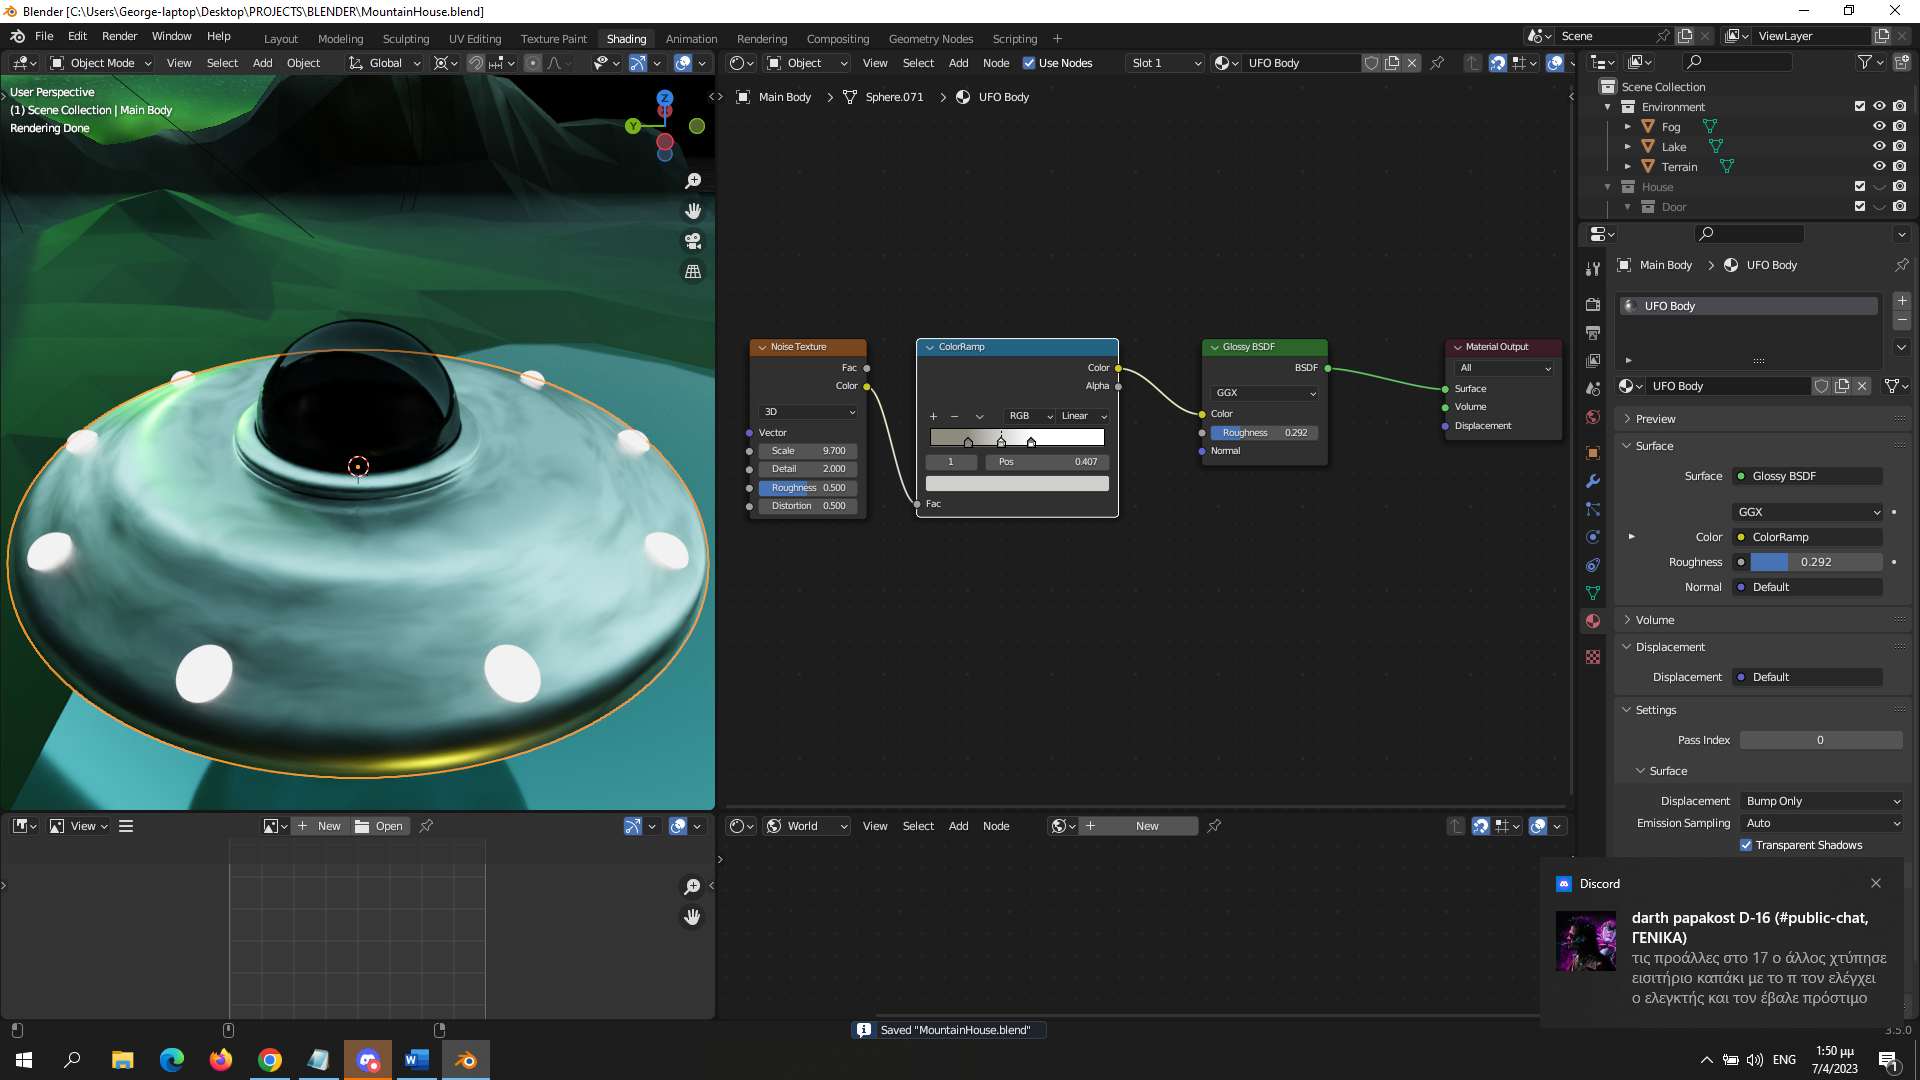 Blender [C:\Users\George-laptop\Desktop\PROJECTS\BLENDER\MountainHouse.blend]
File Edit Render Window Help Layout Modeling Sculpting UV Editing Texture Paint Shading Animation Rendering Compositing Geometry Nodes Scripting + Scene ViewLayer
Object Mode View Select Add Object Global
Object View Select Add Node Use Nodes Slot 1 UFO Body
User Perspective
(1) Scene Collection | Main Body
Rendering Done
Z
Y
Main Body > Sphere.071 > UFO Body
Noise Texture
Fac
Color
3D
Vector
Scale 9.700
Detail 2.000
Roughness 0.500
Distortion 0.500
ColorRamp
Color
Alpha
+ − RGB Linear
1 Pos 0.407
Fac
Glossy BSDF
BSDF
GGX
Color
Roughness 0.292
Normal
Material Output
All
Surface
Volume
Displacement
Scene Collection
Environment
Fog
Lake
Terrain
House
Door
Main Body > UFO Body
UFO Body
UFO Body
Preview
Surface
Surface Glossy BSDF
GGX
Color ColorRamp
Roughness 0.292
Normal Default
Volume
Displacement
Displacement Default
Settings
Pass Index 0
Surface
Displacement Bump Only
Emission Sampling Auto
Transparent Shadows
View + New Open
World View Select Add Node + New
Discord
darth papakost D-16 (#public-chat,
ΓΕΝΙΚΑ)
τις προάλλες στο 17 ο άλλος χτύπησε
εισιτήριο καπάκι με το π τον ελέγχει
ο ελεγκτής και τον έβαλε πρόστιμο
Saved "MountainHouse.blend"
3.5.0
ENG
1:50 μμ
7/4/2023
1